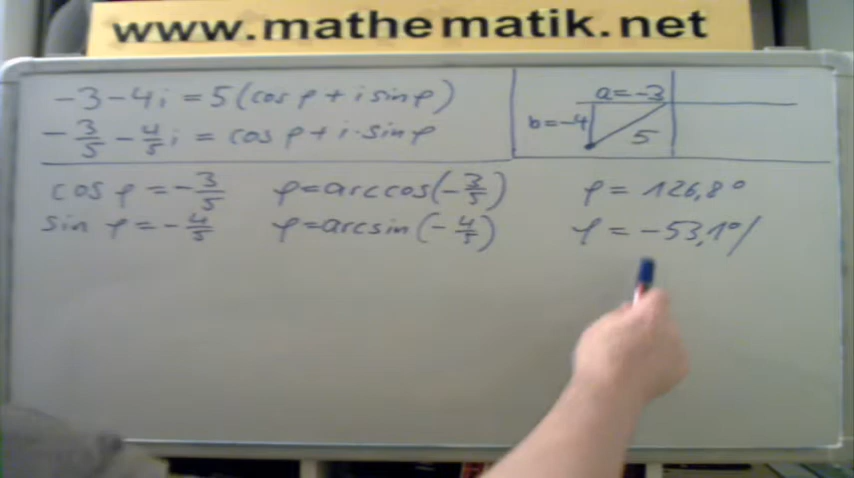 www.mathematik.net
-3-4i = 5(cos φ + i sin φ)
-3/5 - 4/5 i = cos φ + i · sin φ
a=-3
b=-4
5
cos φ = -3/5 φ=arccos(-3/5) φ = 126,8°
sin φ = -4/5 φ=arcsin(-4/5) φ = -53,1°/